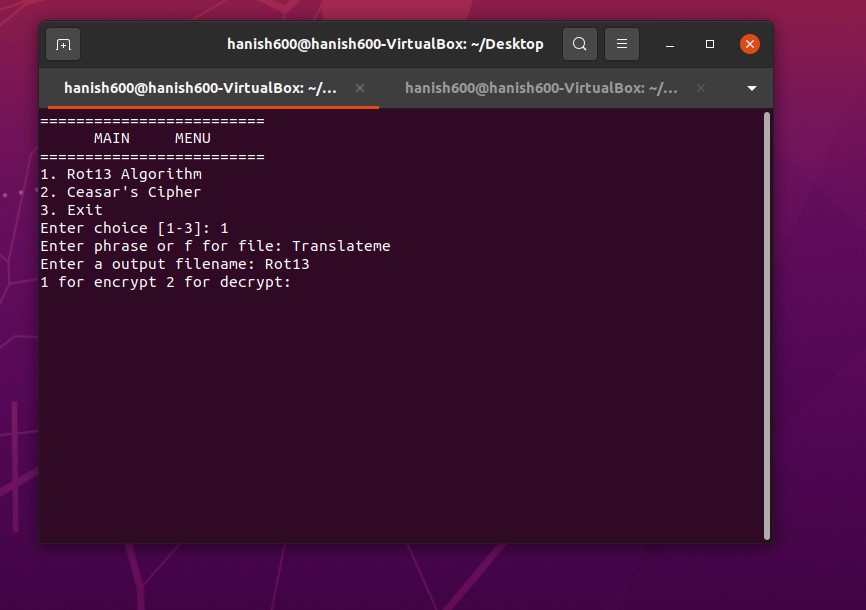 hanish600@hanish600-VirtualBox: ~/Desktop
hanish600@hanish600-VirtualBox: ~/... hanish600@hanish600-VirtualBox: ~/...
=========================
      MAIN     MENU
=========================
1. Rot13 Algorithm
2. Ceasar's Cipher
3. Exit
Enter choice [1-3]: 1
Enter phrase or f for file: Translateme
Enter a output filename: Rot13
1 for encrypt 2 for decrypt: